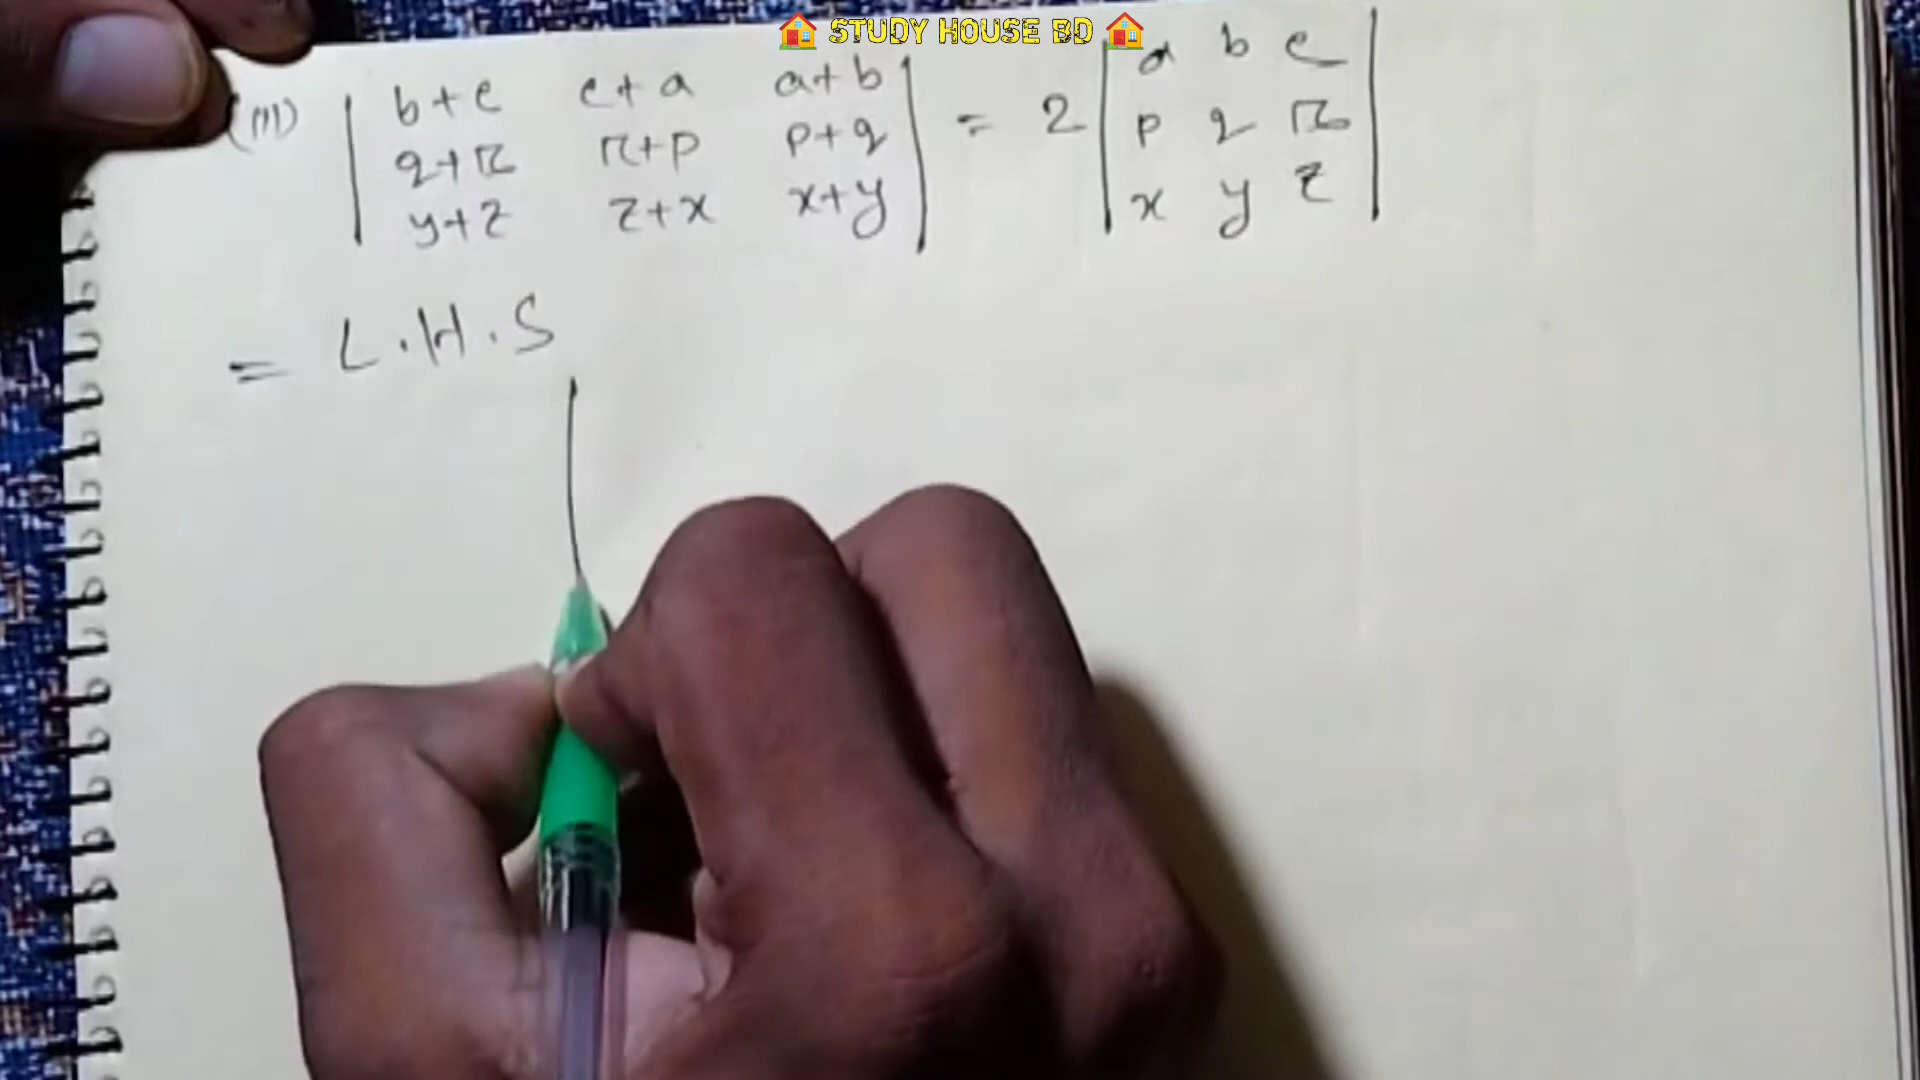 🏠 STUDY HOUSE BD 🏠
(III) | b+c c+a a+b | = 2 | a b c |
| q+r r+p p+q | | p q r |
| y+z z+x x+y | | x y z |
= L.H.S